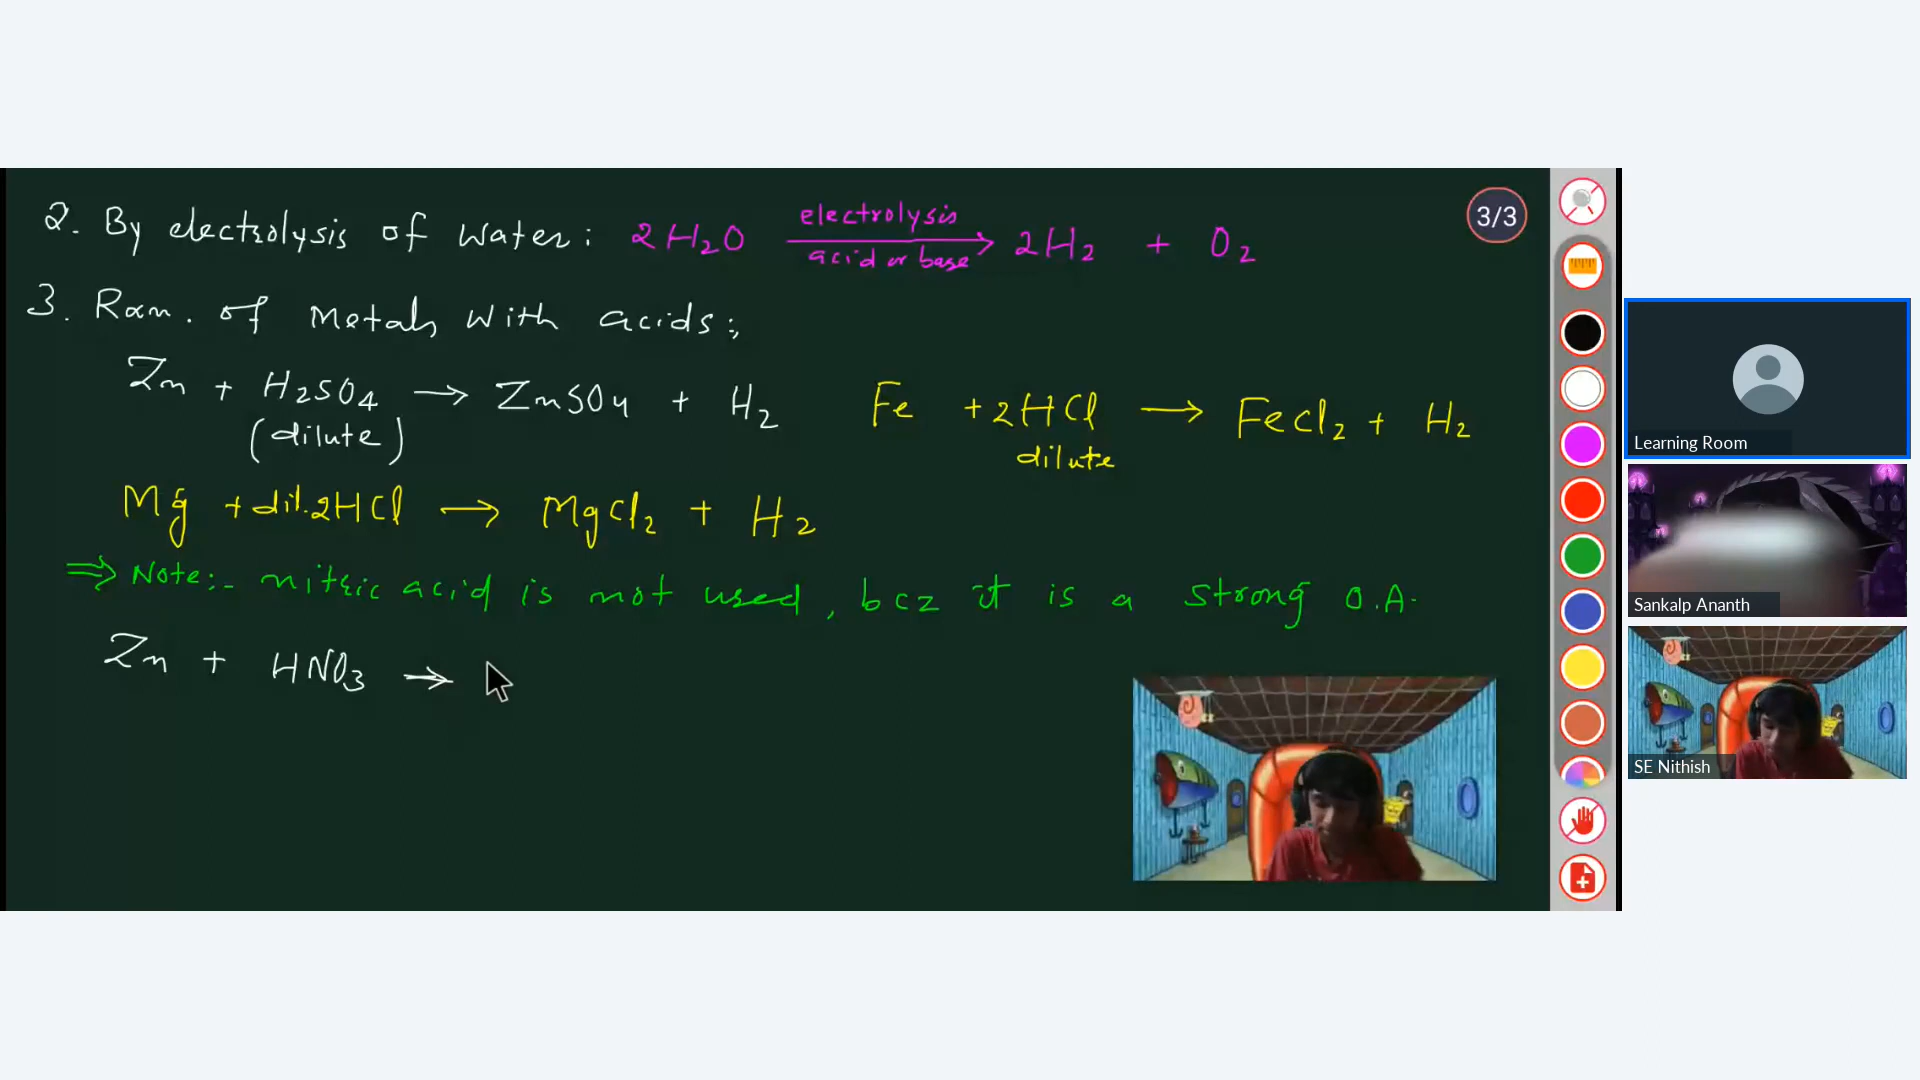 2. By electrolysis of water: 2H₂O electrolysis acid or base → 2H₂ + O₂
3/3
3. Rxn. of Metals with acids:
Zn + H₂SO₄ → ZnSO₄ + H₂
(dilute)
Fe + 2HCl → FeCl₂ + H₂
dilute
Mg + dil. 2HCl → MgCl₂ + H₂
⇒ Note:- nitric acid is not used, bcz it is a strong O.A.
Zn + HNO₃ →
Learning Room
Sankalp Ananth
SE Nithish